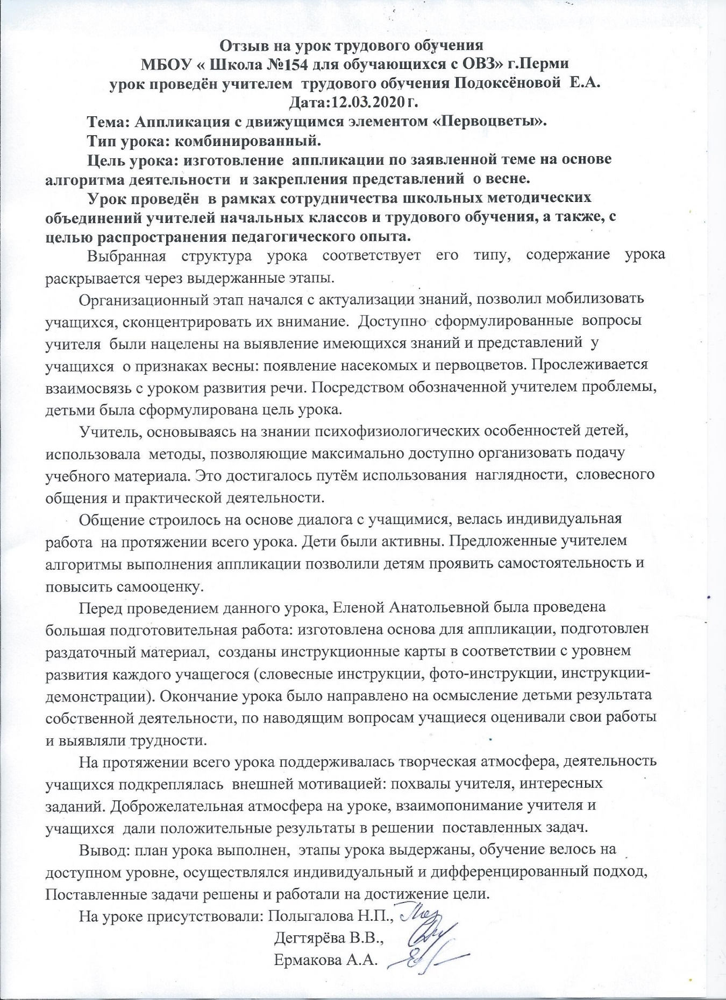 Отзыв на урок трудового обучения
МБОУ « Школа №154 для обучающихся с ОВЗ» г.Перми
урок проведён учителем трудового обучения Подоксёновой Е.А.
Дата:12.03.2020 г.
Тема: Аппликация с движущимся элементом «Первоцветы».
Тип урока: комбинированный.
Цель урока: изготовление аппликации по заявленной теме на основе
алгоритма деятельности и закрепления представлений о весне.
Урок проведён в рамках сотрудничества школьных методических
объединений учителей начальных классов и трудового обучения, а также, с
целью распространения педагогического опыта.
Выбранная структура урока соответствует его типу, содержание урока
раскрывается через выдержанные этапы.
Организационный этап начался с актуализации знаний, позволил мобилизовать
учащихся, сконцентрировать их внимание. Доступно сформулированные вопросы
учителя были нацелены на выявление имеющихся знаний и представлений у
учащихся о признаках весны: появление насекомых и первоцветов. Прослеживается
взаимосвязь с уроком развития речи. Посредством обозначенной учителем проблемы,
детьми была сформулирована цель урока.
Учитель, основываясь на знании психофизиологических особенностей детей,
использовала методы, позволяющие максимально доступно организовать подачу
учебного материала. Это достигалось путём использования наглядности, словесного
общения и практической деятельности.
Общение строилось на основе диалога с учащимися, велась индивидуальная
работа на протяжении всего урока. Дети были активны. Предложенные учителем
алгоритмы выполнения аппликации позволили детям проявить самостоятельность и
повысить самооценку.
Перед проведением данного урока, Еленой Анатольевной была проведена
большая подготовительная работа: изготовлена основа для аппликации, подготовлен
раздаточный материал, созданы инструкционные карты в соответствии с уровнем
развития каждого учащегося (словесные инструкции, фото-инструкции, инструкции-
демонстрации). Окончание урока было направлено на осмысление детьми результата
собственной деятельности, по наводящим вопросам учащиеся оценивали свои работы
и выявляли трудности.
На протяжении всего урока поддерживалась творческая атмосфера, деятельность
учащихся подкреплялась внешней мотивацией: похвалы учителя, интересных
заданий. Доброжелательная атмосфера на уроке, взаимопонимание учителя и
учащихся дали положительные результаты в решении поставленных задач.
Вывод: план урока выполнен, этапы урока выдержаны, обучение велось на
доступном уровне, осуществлялся индивидуальный и дифференцированный подход,
Поставленные задачи решены и работали на достижение цели.
На уроке присутствовали: Полыгалова Н.П.,
Дегтярёва В.В.,
Ермакова А.А.